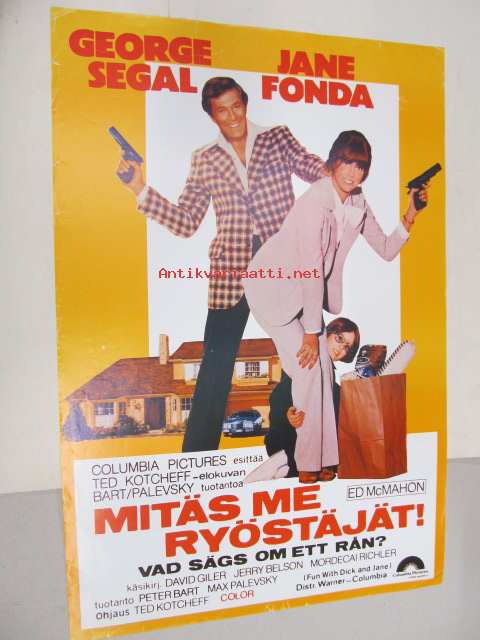 GEORGE SEGAL
JANE FONDA
Antikvariaatti.net
COLUMBIA PICTURES esittää
TED KOTCHEFF-elokuvan
BART/PALEVSKY tuotantoa
ED McMAHON
MITÄS ME
RYÖSTÄJÄT!
VAD SÄGS OM ETT RÅN?
käsikirj. DAVID GILER JERRY BELSON MORDECAI RICHLER
tuotanto PETER BART MAX PALEVSKY
Ohjaus TED KOTCHEFF COLOR
(Fun With Dick and Jane)
Distr. Warner-Columbia
Columbia Pictures